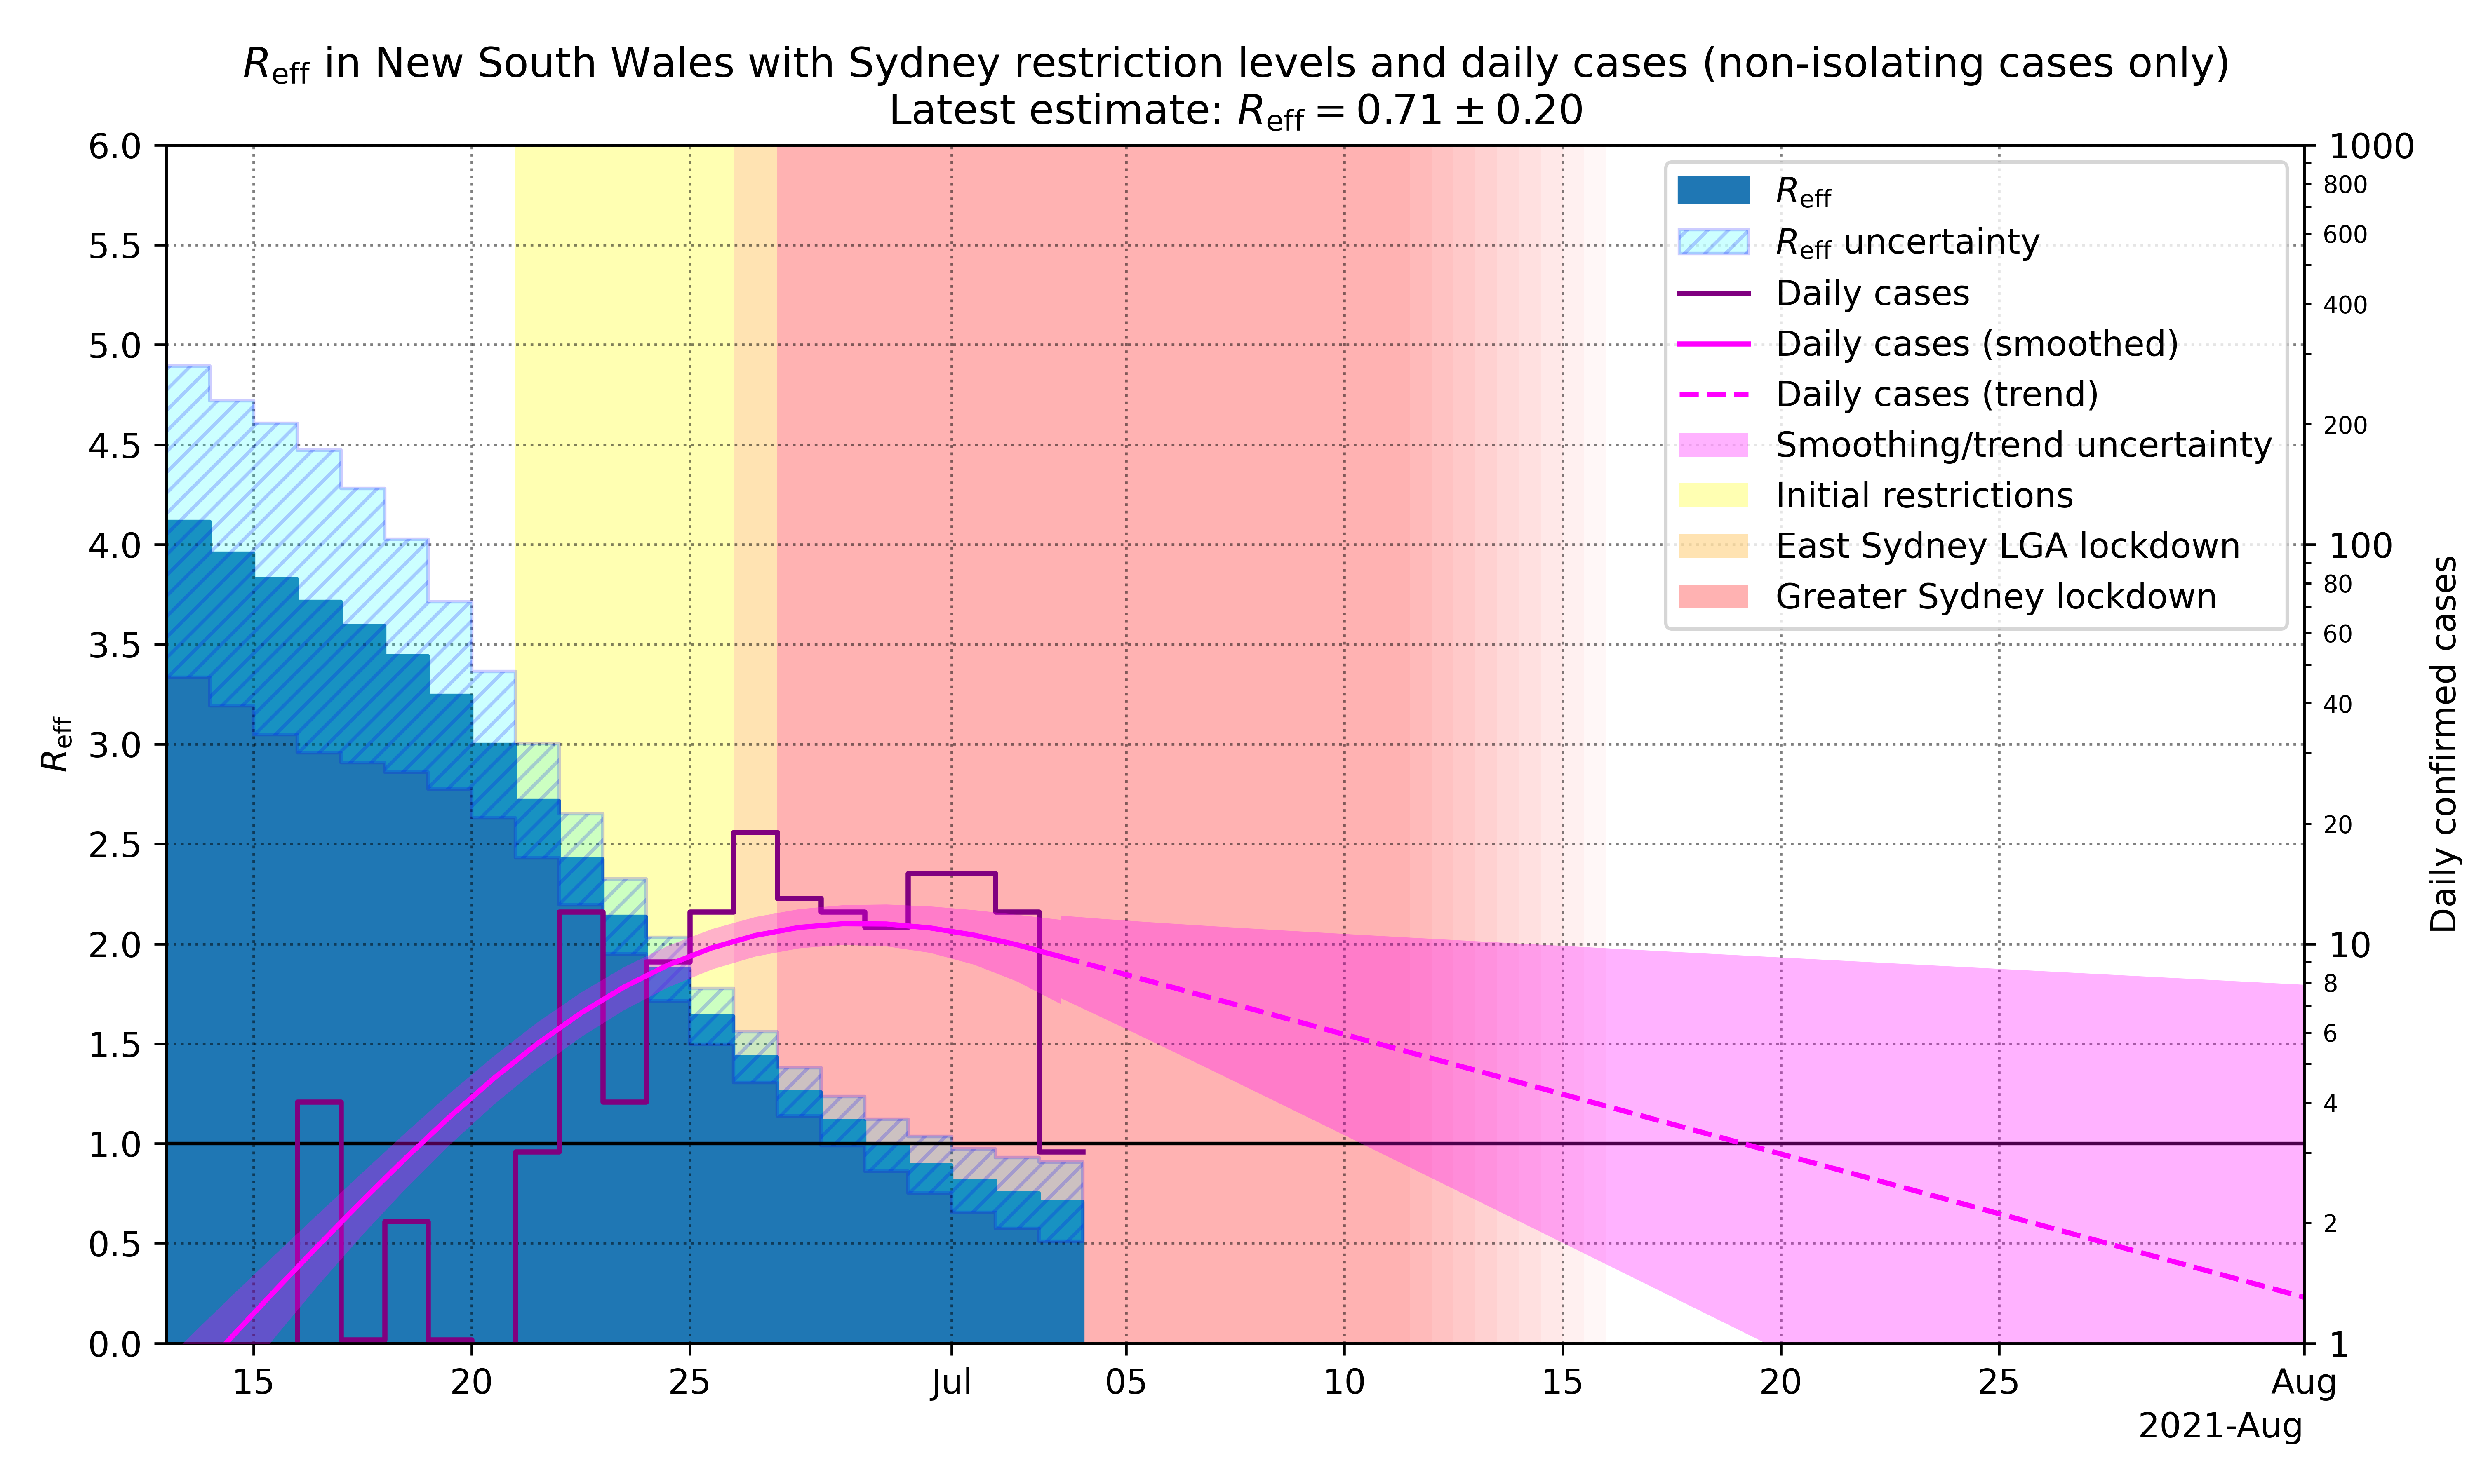 Reff in New South Wales with Sydney restriction levels and daily cases (non-isolating cases only)
Latest estimate: Reff = 0.71 ± 0.20
6.0
5.5
5.0
4.5
4.0
3.5
3.0
2.5
2.0
1.5
1.0
0.5
0.0
Reff
Reff
Reff uncertainty
Daily cases
Daily cases (smoothed)
Daily cases (trend)
Smoothing/trend uncertainty
Initial restrictions
East Sydney LGA lockdown
Greater Sydney lockdown
1000
800
600
400
200
100
80
60
40
20
10
8
6
4
2
1
Daily confirmed cases
15 20 25 Jul 05 10 15 20 25 Aug
2021-Aug